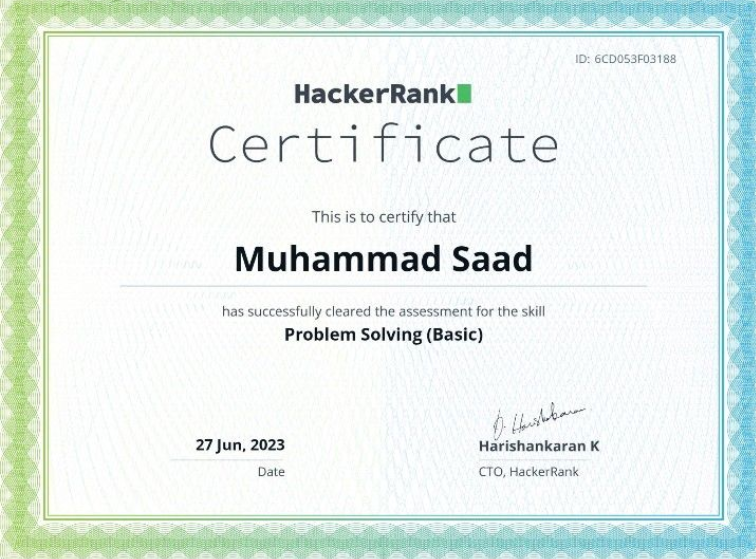 ID: 6CD053F03188
HackerRank
Certificate
This is to certify that
Muhammad Saad
has successfully cleared the assessment for the skill
Problem Solving (Basic)
27 Jun, 2023
Date
Harishankaran K
CTO, HackerRank